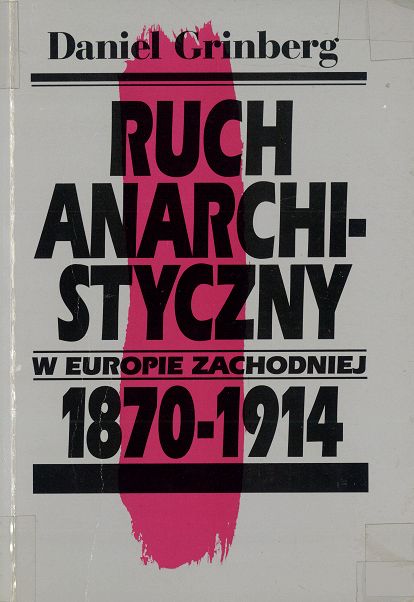 Daniel Grinberg
RUCH
ANARCHI-
STYCZNY
W EUROPIE ZACHODNIEJ
1870-1914